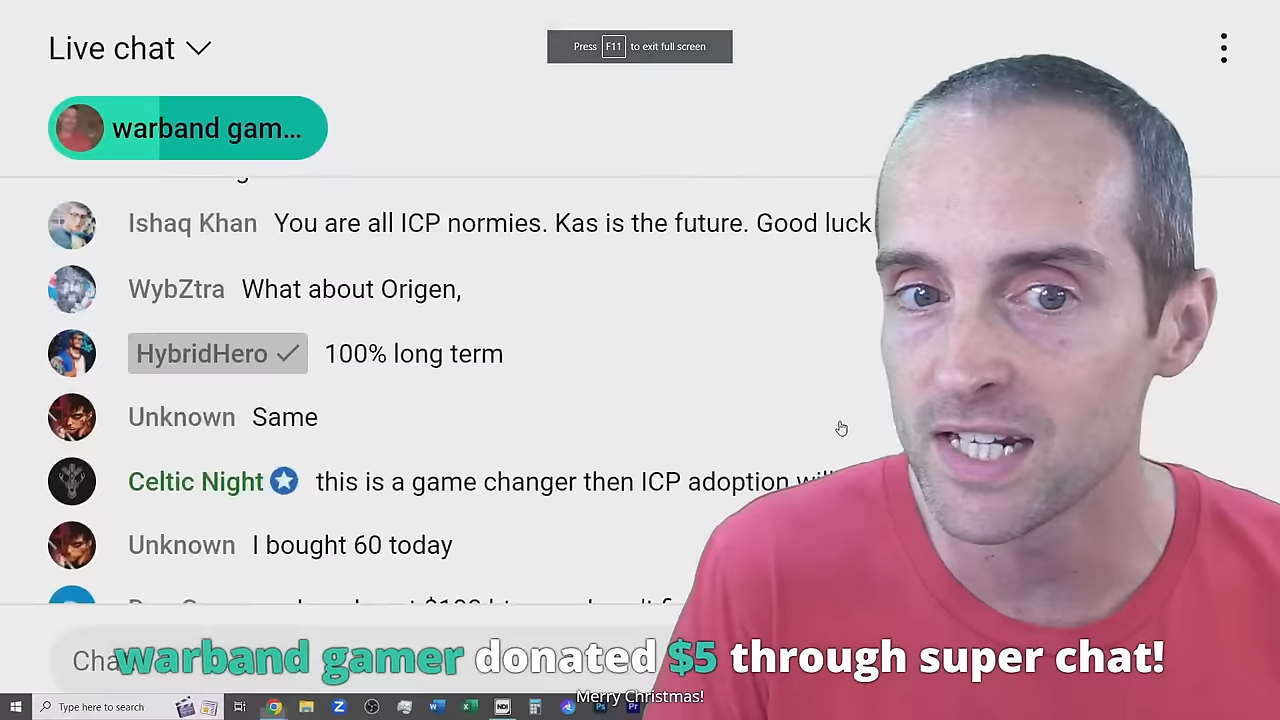 Live chat
Press F11 to exit full screen
warband gam...
Ishaq Khan You are all ICP normies. Kas is the future. Good luck
WybZtra What about Origen,
HybridHero 100% long term
Unknown Same
Celtic Night this is a game changer then ICP adoption
Unknown I bought 60 today
warband gamer donated $5 through super chat!
Merry Christmas!
Type here to search